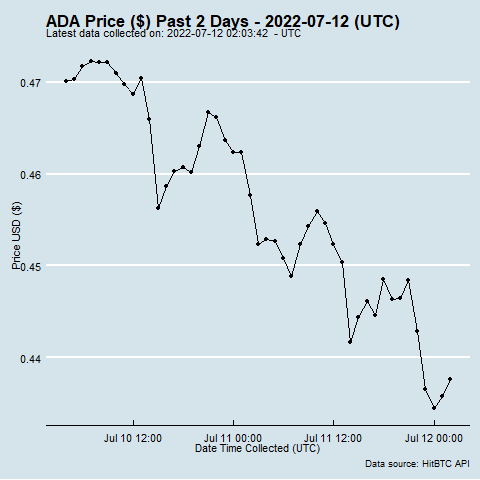 ADA Price ($) Past 2 Days - 2022-07-12 (UTC)
Latest data collected on: 2022-07-12 02:03:42 - UTC
0.47
0.46
0.45
0.44
Price USD ($)
Jul 10 12:00
Jul 11 00:00
Jul 11 12:00
Jul 12 00:00
Date Time Collected (UTC)
Data source: HitBTC API